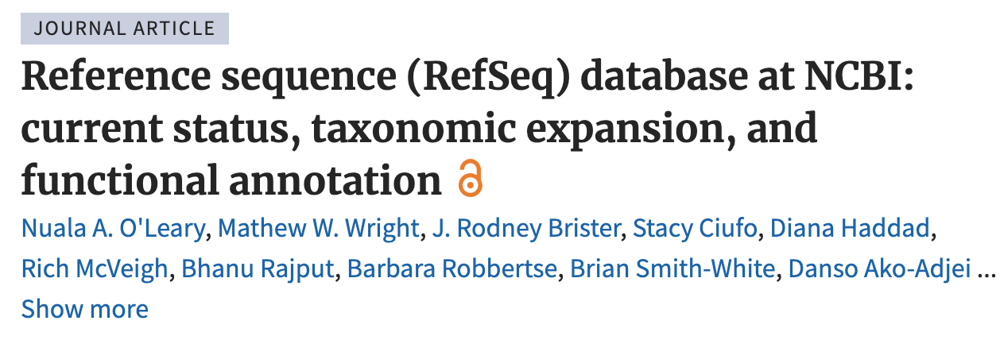 JOURNAL ARTICLE
Reference sequence (RefSeq) database at NCBI:
current status, taxonomic expansion, and
functional annotation
Nuala A. O'Leary, Mathew W. Wright, J. Rodney Brister, Stacy Ciufo, Diana Haddad,
Rich McVeigh, Bhanu Rajput, Barbara Robbertse, Brian Smith-White, Danso Ako-Adjei ...
Show more